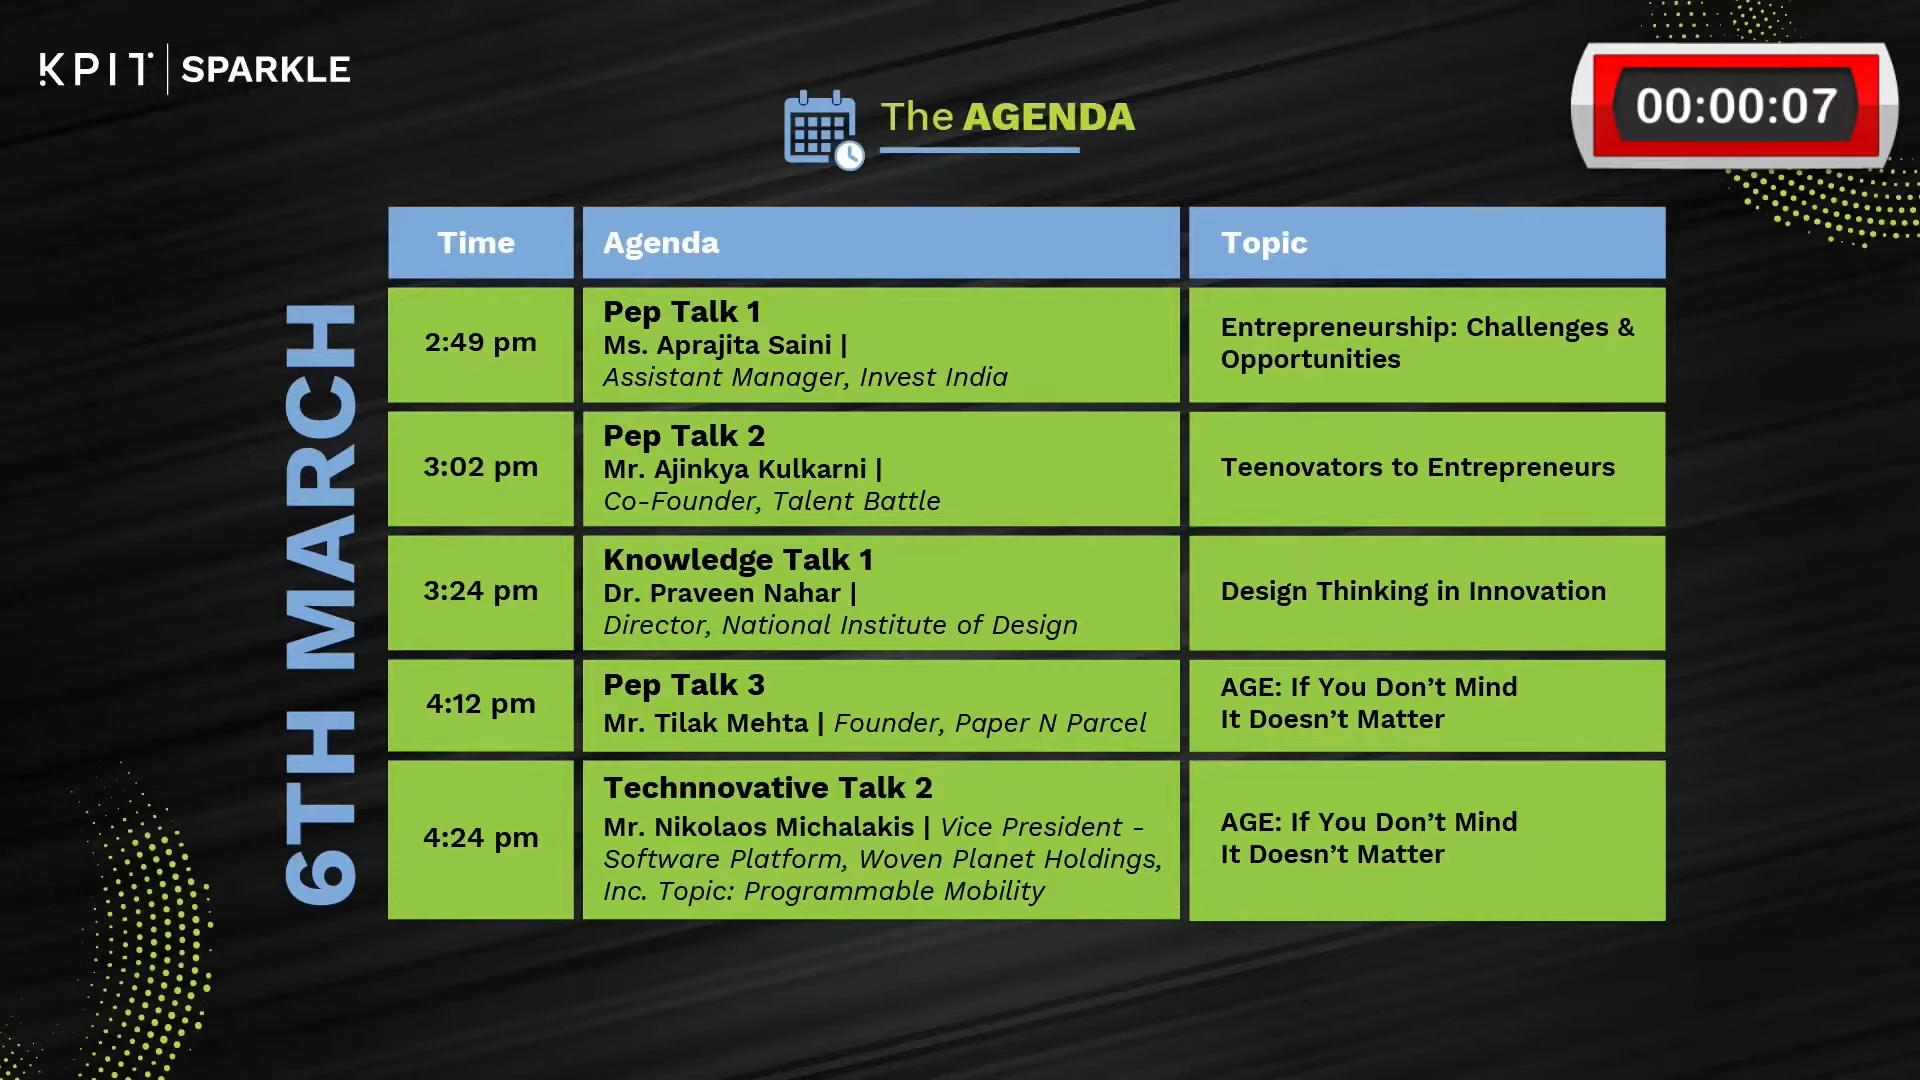 KPIT | SPARKLE
The AGENDA
00:00:07
6TH MARCH
Time Agenda Topic
2:49 pm
Pep Talk 1
Ms. Aprajita Saini |
Assistant Manager, Invest India
Entrepreneurship: Challenges &
Opportunities
3:02 pm
Pep Talk 2
Mr. Ajinkya Kulkarni |
Co-Founder, Talent Battle
Teenovators to Entrepreneurs
3:24 pm
Knowledge Talk 1
Dr. Praveen Nahar |
Director, National Institute of Design
Design Thinking in Innovation
4:12 pm
Pep Talk 3
Mr. Tilak Mehta | Founder, Paper N Parcel
AGE: If You Don’t Mind
It Doesn’t Matter
4:24 pm
Technnovative Talk 2
Mr. Nikolaos Michalakis | Vice President -
Software Platform, Woven Planet Holdings,
Inc. Topic: Programmable Mobility
AGE: If You Don’t Mind
It Doesn’t Matter